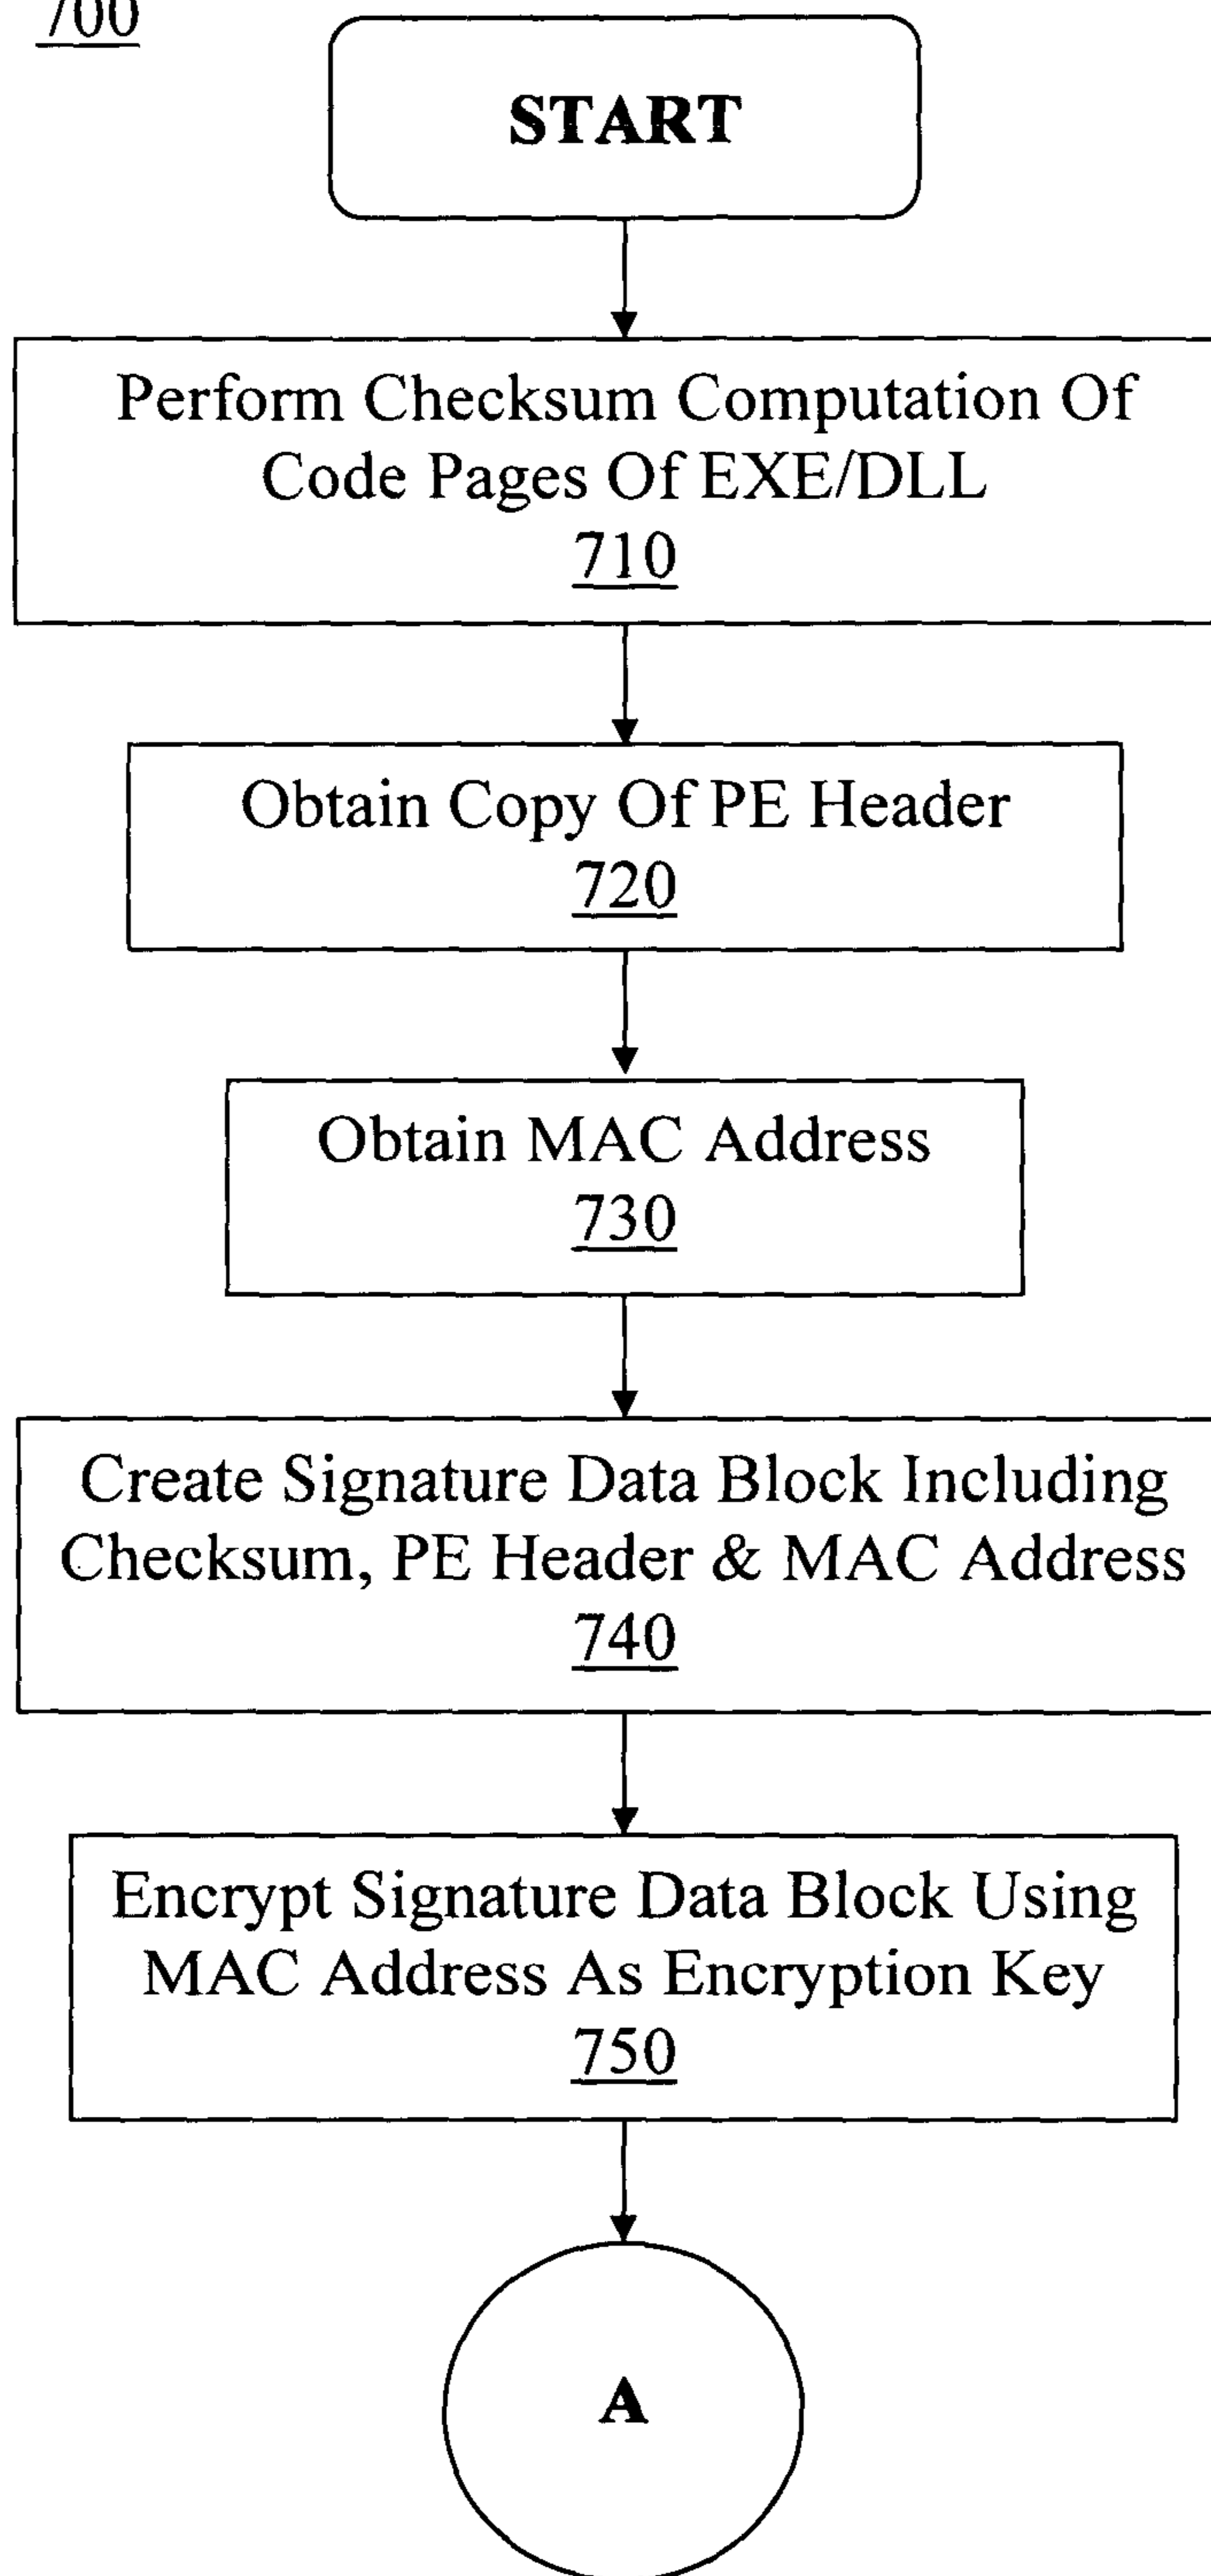 700
START
Perform Checksum Computation Of
Code Pages Of EXE/DLL
710
Obtain Copy Of PE Header
720
Obtain MAC Address
730
Create Signature Data Block Including
Checksum, PE Header & MAC Address
740
Encrypt Signature Data Block Using
MAC Address As Encryption Key
750
A